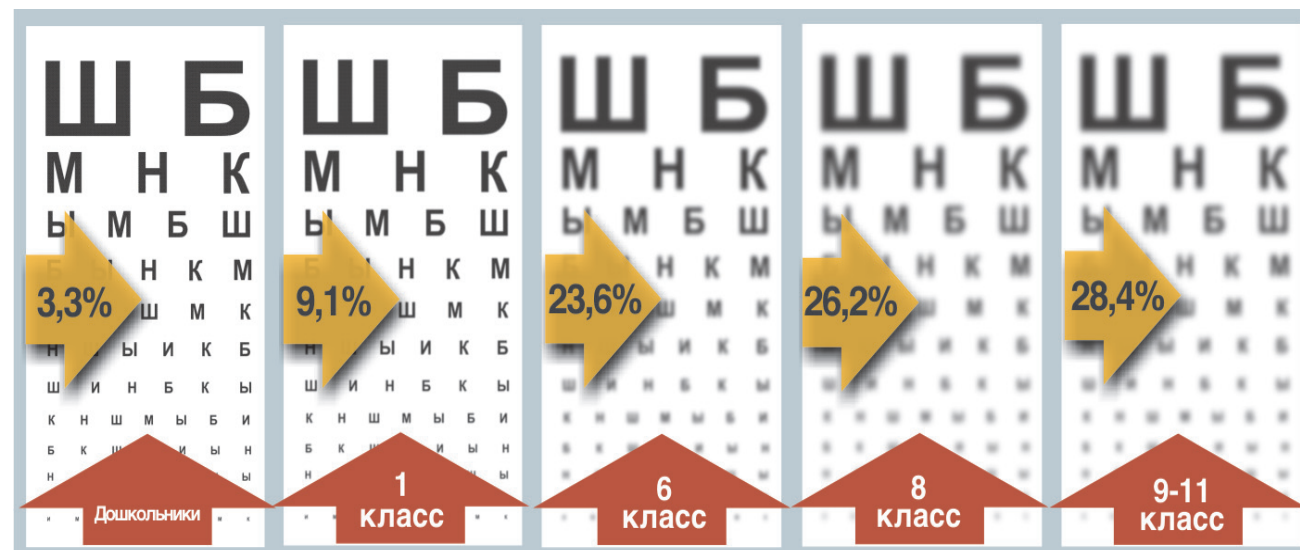 Ш Б
М Н К
Ы М Б Ш
Б Ы Н К М
3,3% Ш М К
Н Ш Ы И К Б
Ш И Н Б К Ы
К Н Ш М Ы Б И
Б К Ш И Ы Н
Н Ы
Дошкольники
Ш Б
М Н К
Ы М Б Ш
Б Ы Н К М
9,1% Ш М К
Н Ы И К Б
Ш И Н Б К Ы
К Н Ш М Ы Б И
Б К Ш И Ы Н
Н Ш Ы
1
класс
Ш Б
М Н К
Ы М Б Ш
Н К М
23,6% Ш М К
Ы И К Б
Ш И Н Б К Ы
К Н Ш М Ы Б И
Б К И Ы Н
6
класс
Ш Б
М Н К
Ы М Б Ш
Н К М
26,2% Ш М К
Ы И К Б
8
класс
Ш Б
М Н К
Ы М Б Ш
Н К М
28,4% Ш М К
Ы И К Б
9-11
класс